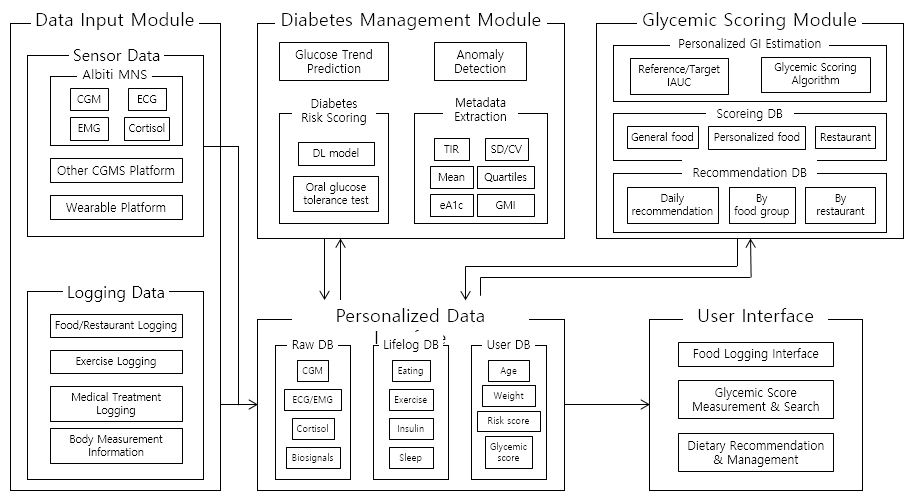 Data Input Module
Sensor Data
Albiti MNS
CGM
ECG
EMG
Cortisol
Other CGMS Platform
Wearable Platform
Logging Data
Food/Restaurant Logging
Exercise Logging
Medical Treatment
Logging
Body Measurement
Information
Diabetes Management Module
Glucose Trend
Prediction
Anomaly
Detection
Diabetes
Risk Scoring
DL model
Oral glucose
tolerance test
Metadata
Extraction
TIR
SD/CV
Mean
Quartiles
eA1c
GMI
Glycemic Scoring Module
Personalized GI Estimation
Reference/Target
IAUC
Glycemic Scoring
Algorithm
Scoreing DB
General food
Personalized food
Restaurant
Recommendation DB
Daily
recommendation
By
food group
By
restaurant
Personalized Data
Raw DB
CGM
ECG/EMG
Cortisol
Biosignals
Lifelog DB
Eating
Exercise
Insulin
Sleep
User DB
Age
Weight
Risk score
Glycemic
score
User Interface
Food Logging Interface
Glycemic Score
Measurement & Search
Dietary Recommendation
& Management